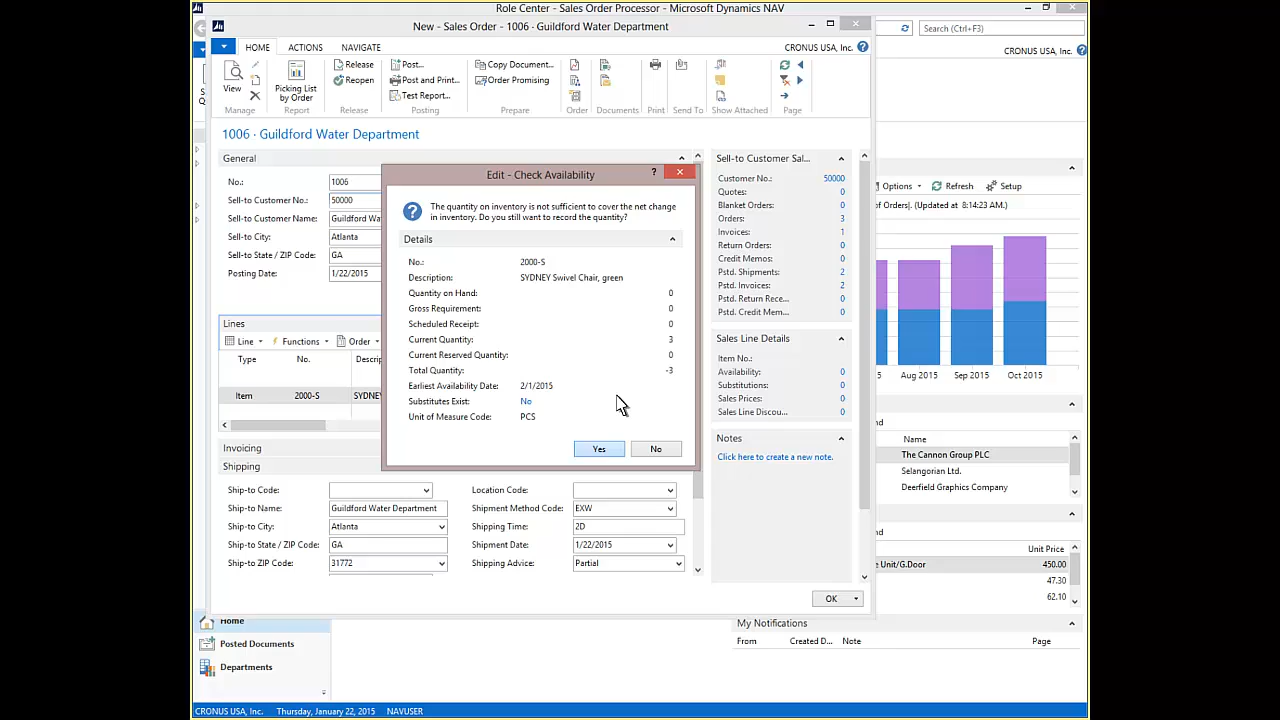 Role Center - Sales Order Processor - Microsoft Dynamics NAV
New - Sales Order - 1006 · Guildford Water Department
Search (Ctrl+F3)
HOME ACTIONS NAVIGATE
CRONUS USA, Inc.
CRONUS USA, Inc.
View
Picking List
by Order
Release
Reopen
Post...
Post and Print...
Test Report...
Copy Document...
Order Promising
Manage Report Release Posting Prepare Order Documents Print Send To Show Attached Page
1006 · Guildford Water Department
General
No.: 1006
Sell-to Customer No.: 50000
Sell-to Customer Name: Guildford Wa
Sell-to City: Atlanta
Sell-to State / ZIP Code: GA
Posting Date: 1/22/2015
Lines
Line Functions Order
Type No. Descrip
Item 2000-S SYDNEY
Invoicing
Shipping
Ship-to Code:
Ship-to Name: Guildford Water Department
Ship-to City: Atlanta
Ship-to State / ZIP Code: GA
Ship-to ZIP Code: 31772
Location Code:
Shipment Method Code: EXW
Shipping Time: 2D
Shipment Date: 1/22/2015
Shipping Advice: Partial
Edit - Check Availability
?
The quantity on inventory is not sufficient to cover the net change
in inventory. Do you still want to record the quantity?
Details
No.: 2000-S
Description: SYDNEY Swivel Chair, green
Quantity on Hand: 0
Gross Requirement: 0
Scheduled Receipt: 0
Current Quantity: 3
Current Reserved Quantity: 0
Total Quantity: -3
Earliest Availability Date: 2/1/2015
Substitutes Exist: No
Unit of Measure Code: PCS
Yes No
Sell-to Customer Sal...
Customer No.: 50000
Quotes: 0
Blanket Orders: 0
Orders: 3
Invoices: 1
Return Orders: 0
Credit Memos: 0
Pstd. Shipments: 2
Pstd. Invoices: 2
Pstd. Return Rece... 0
Pstd. Credit Mem... 0
Sales Line Details
Item No.:
Availability: 0
Substitutions: 0
Sales Prices: 0
Sales Line Discou... 0
Notes
Click here to create a new note.
OK
Options Refresh Setup
of Orders|. (Updated at 8:14:23 AM.)
5 Aug 2015 Sep 2015 Oct 2015
nd
Name
The Cannon Group PLC
Selangorian Ltd.
Deerfield Graphics Company
nd
Unit Price
e Unit/G.Door 450.00
47.30
62.10
My Notifications
From Created D... Note Page
Home
Posted Documents
Departments
CRONUS USA, Inc. Thursday, January 22, 2015 NAVUSER